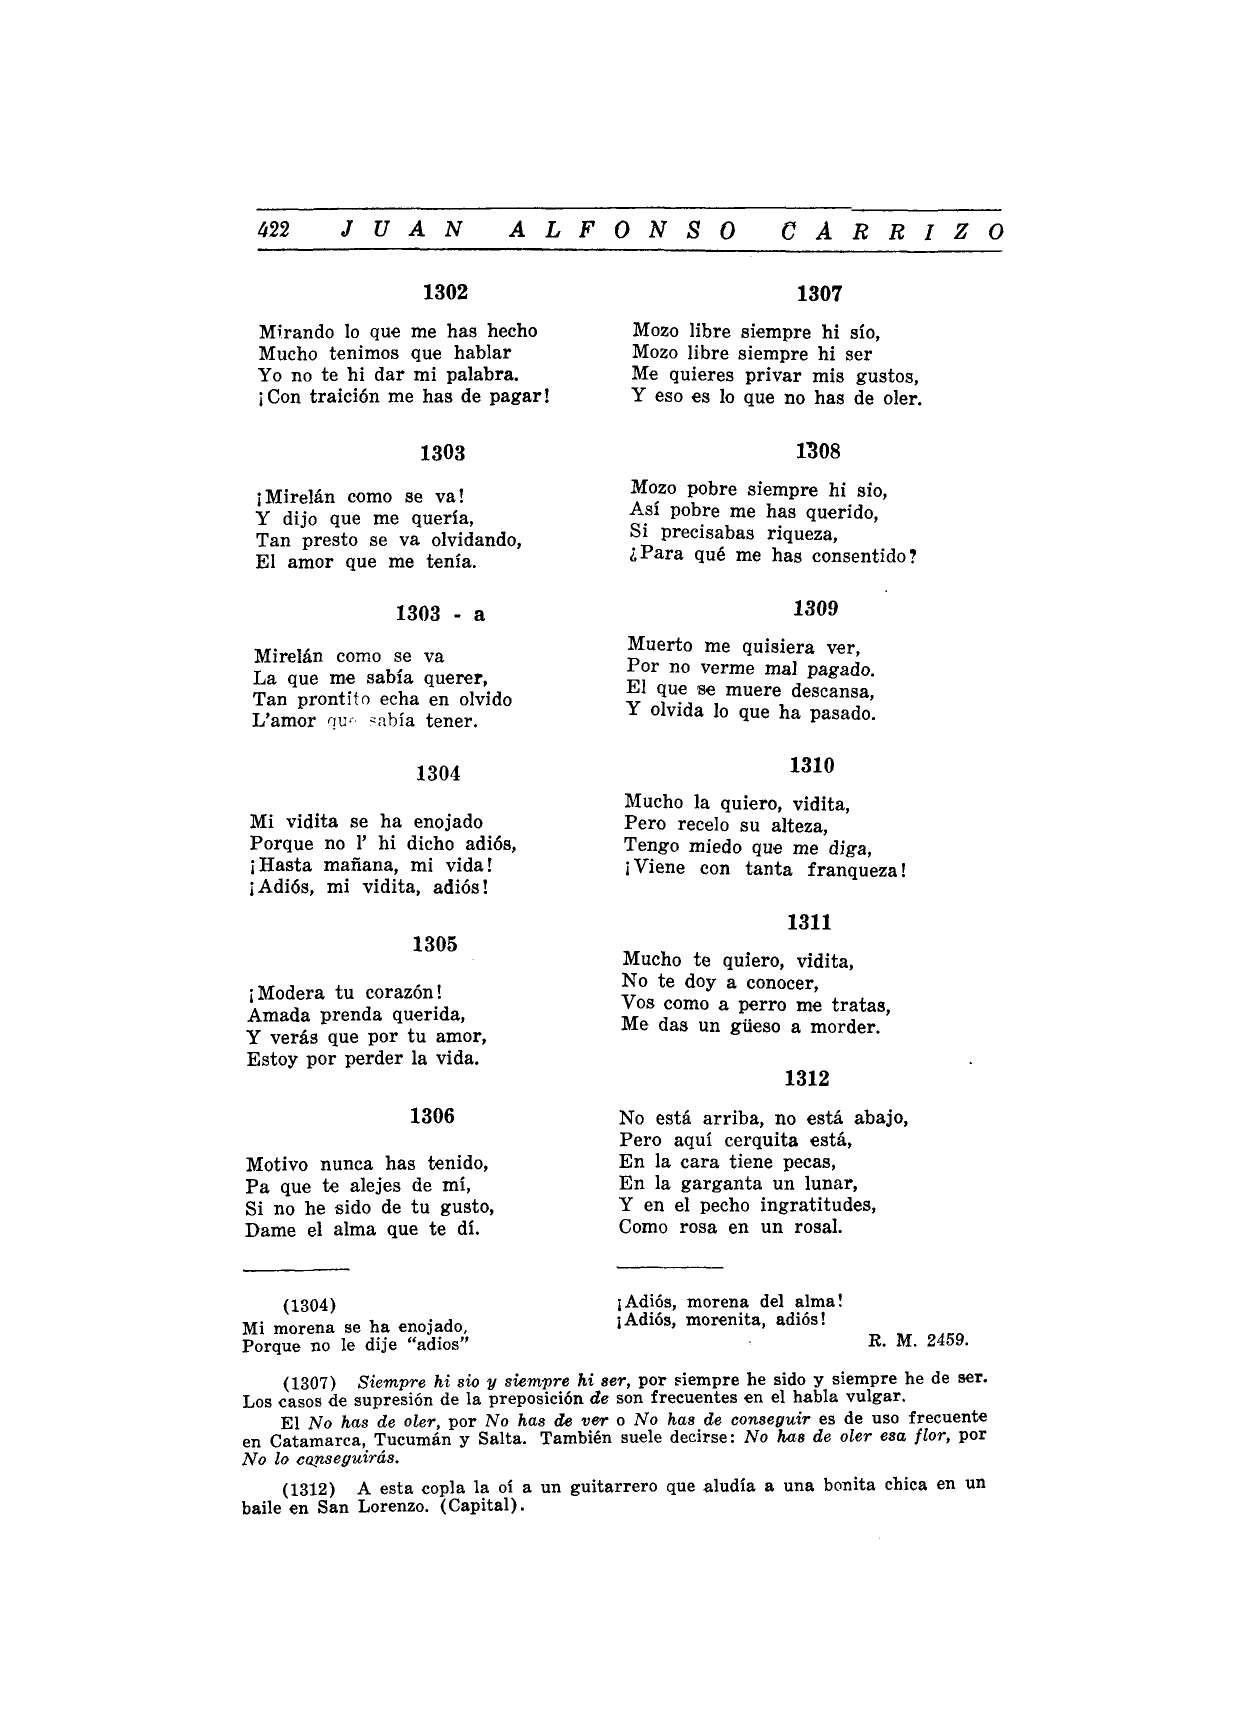 422 JUAN ALFONSO CARRIZO
1302
Mirando lo que me has hecho
Mucho tenimos que hablar
Yo no te hi dar mi palabra.
¡Con traición me has de pagar!
1303
¡Mirelán como se va!
Y dijo que me quería,
Tan presto se va olvidando,
El amor que me tenía.
1303 - a
Mirelán como se va
La que me sabía querer,
Tan prontito echa en olvido
L'amor que sabía tener.
1304
Mi vidita se ha enojado
Porque no l' hi dicho adiós,
¡Hasta mañana, mi vida!
¡Adiós, mi vidita, adiós!
1305
¡Modera tu corazón!
Amada prenda querida,
Y verás que por tu amor,
Estoy por perder la vida.
1306
Motivo nunca has tenido,
Pa que te alejes de mí,
Si no he sido de tu gusto,
Dame el alma que te dí.
1307
Mozo libre siempre hi sío,
Mozo libre siempre hi ser
Me quieres privar mis gustos,
Y eso es lo que no has de oler.
1308
Mozo pobre siempre hi sio,
Así pobre me has querido,
Si precisabas riqueza,
¿Para qué me has consentido?
1309
Muerto me quisiera ver,
Por no verme mal pagado.
El que se muere descansa,
Y olvida lo que ha pasado.
1310
Mucho la quiero, vidita,
Pero recelo su alteza,
Tengo miedo que me diga,
¡Viene con tanta franqueza!
1311
Mucho te quiero, vidita,
No te doy a conocer,
Vos como a perro me tratas,
Me das un güeso a morder.
1312
No está arriba, no está abajo,
Pero aquí cerquita está,
En la cara tiene pecas,
En la garganta un lunar,
Y en el pecho ingratitudes,
Como rosa en un rosal.
(1304)
Mi morena se ha enojado,
Porque no le dije "adios"
¡Adiós, morena del alma!
¡Adiós, morenita, adiós!
R. M. 2459.
(1307) Siempre hi sio y siempre hi ser, por siempre he sido y siempre he de ser.
Los casos de supresión de la preposición de son frecuentes en el habla vulgar.
El No has de oler, por No has de ver o No has de conseguir es de uso frecuente
en Catamarca, Tucumán y Salta. También suele decirse: No has de oler esa flor, por
No lo conseguirás.
(1312) A esta copla la oí a un guitarrero que aludía a una bonita chica en un
baile en San Lorenzo. (Capital).